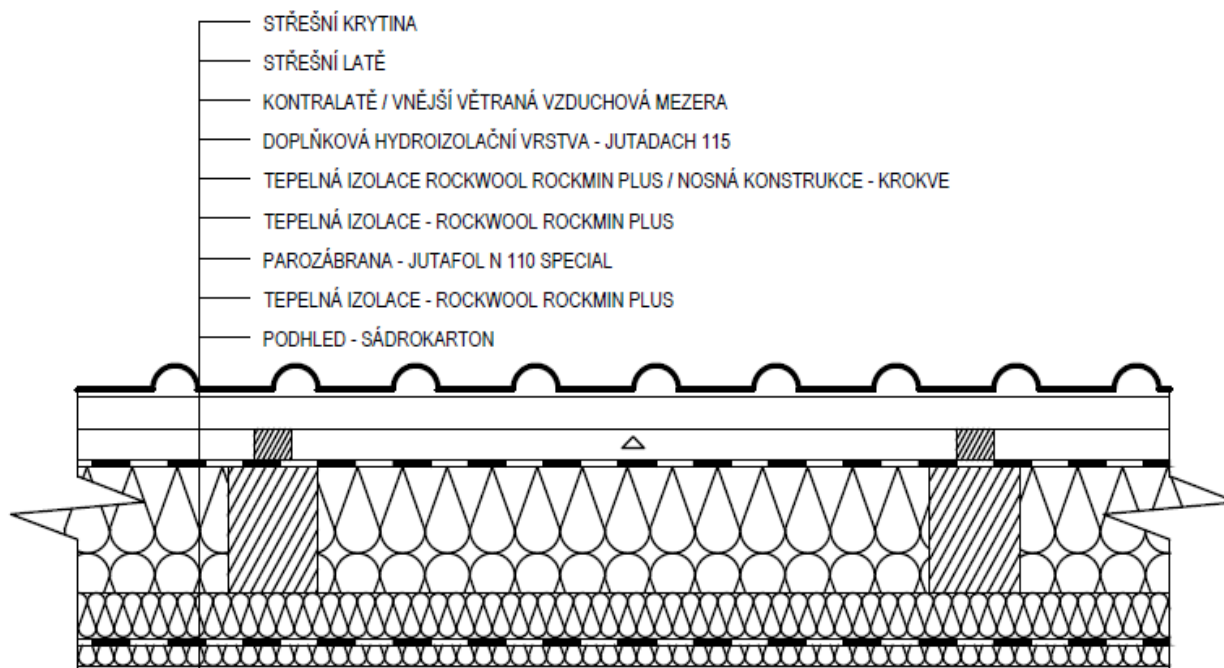 STŘEŠNÍ KRYTINA
STŘEŠNÍ LATĚ
KONTRALATĚ / VNĚJŠÍ VĚTRANÁ VZDUCHOVÁ MEZERA
DOPLŇKOVÁ HYDROIZOLAČNÍ VRSTVA - JUTADACH 115
TEPELNÁ IZOLACE ROCKWOOL ROCKMIN PLUS / NOSNÁ KONSTRUKCE - KROKVE
TEPELNÁ IZOLACE - ROCKWOOL ROCKMIN PLUS
PAROZÁBRANA - JUTAFOL N 110 SPECIAL
TEPELNÁ IZOLACE - ROCKWOOL ROCKMIN PLUS
PODHLED - SÁDROKARTON